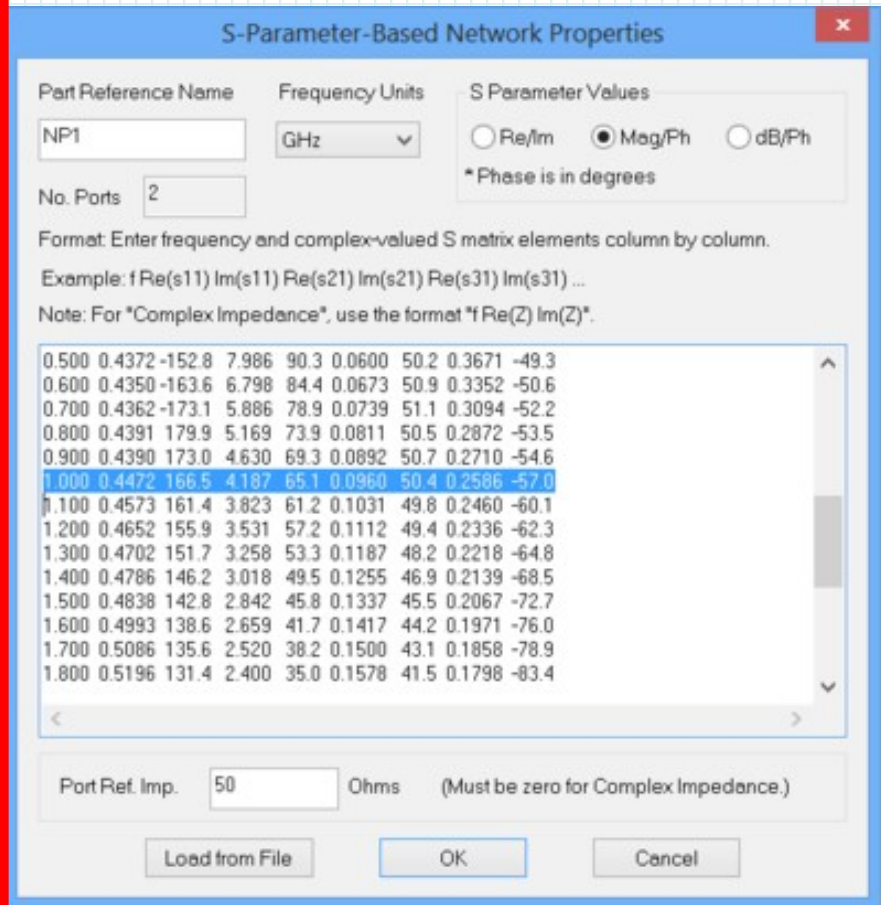 S-Parameter-Based Network Properties
x
Part Reference Name Frequency Units S Parameter Values
NP1 GHz Re/Im Mag/Ph dB/Ph
* Phase is in degrees
No. Ports 2
Format: Enter frequency and complex-valued S matrix elements column by column.
Example: f Re(s11) Im(s11) Re(s21) Im(s21) Re(s31) Im(s31) ...
Note: For "Complex Impedance", use the format "f Re(Z) Im(Z)".
0.500 0.4372 -152.8 7.986 90.3 0.0600 50.2 0.3671 -49.3
0.600 0.4350 -163.6 6.798 84.4 0.0673 50.9 0.3352 -50.6
0.700 0.4362 -173.1 5.886 78.9 0.0739 51.1 0.3094 -52.2
0.800 0.4391 179.9 5.169 73.9 0.0811 50.5 0.2872 -53.5
0.900 0.4390 173.0 4.630 69.3 0.0892 50.7 0.2710 -54.6
1.000 0.4472 166.5 4.187 65.1 0.0960 50.4 0.2586 -57.0
1.100 0.4573 161.4 3.823 61.2 0.1031 49.8 0.2460 -60.1
1.200 0.4652 155.9 3.531 57.2 0.1112 49.4 0.2336 -62.3
1.300 0.4702 151.7 3.258 53.3 0.1187 48.2 0.2218 -64.8
1.400 0.4786 146.2 3.018 49.5 0.1255 46.9 0.2139 -68.5
1.500 0.4838 142.8 2.842 45.8 0.1337 45.5 0.2067 -72.7
1.600 0.4993 138.6 2.659 41.7 0.1417 44.2 0.1971 -76.0
1.700 0.5086 135.6 2.520 38.2 0.1500 43.1 0.1858 -78.9
1.800 0.5196 131.4 2.400 35.0 0.1578 41.5 0.1798 -83.4
Port Ref. Imp. 50 Ohms (Must be zero for Complex Impedance.)
Load from File OK Cancel